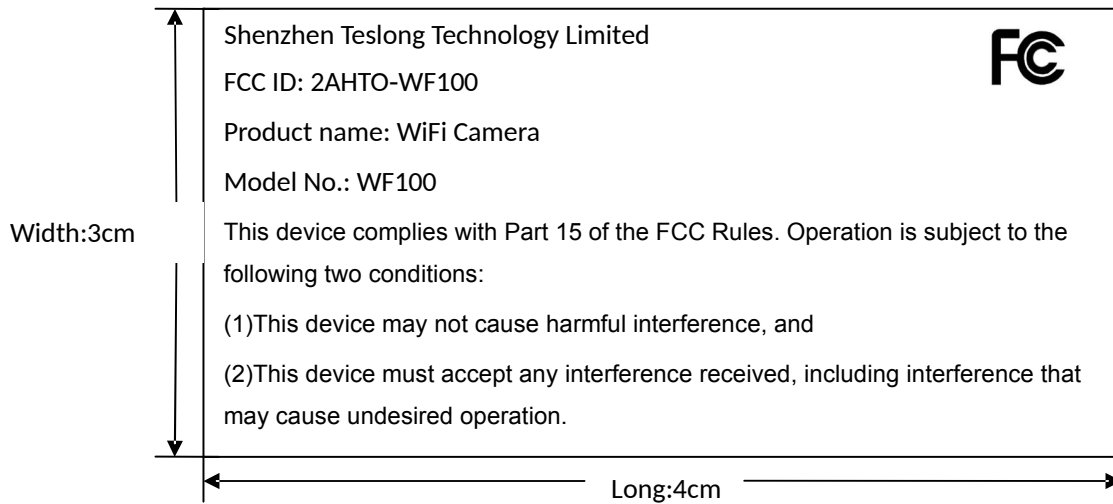 Shenzhen Teslong Technology Limited
FC
FCC ID: 2AHTO-WF100
Product name: WiFi Camera
Model No.: WF100
Width:3cm
This device complies with Part 15 of the FCC Rules. Operation is subject to the
following two conditions:
(1)This device may not cause harmful interference, and
(2)This device must accept any interference received, including interference that
may cause undesired operation.
Long:4cm